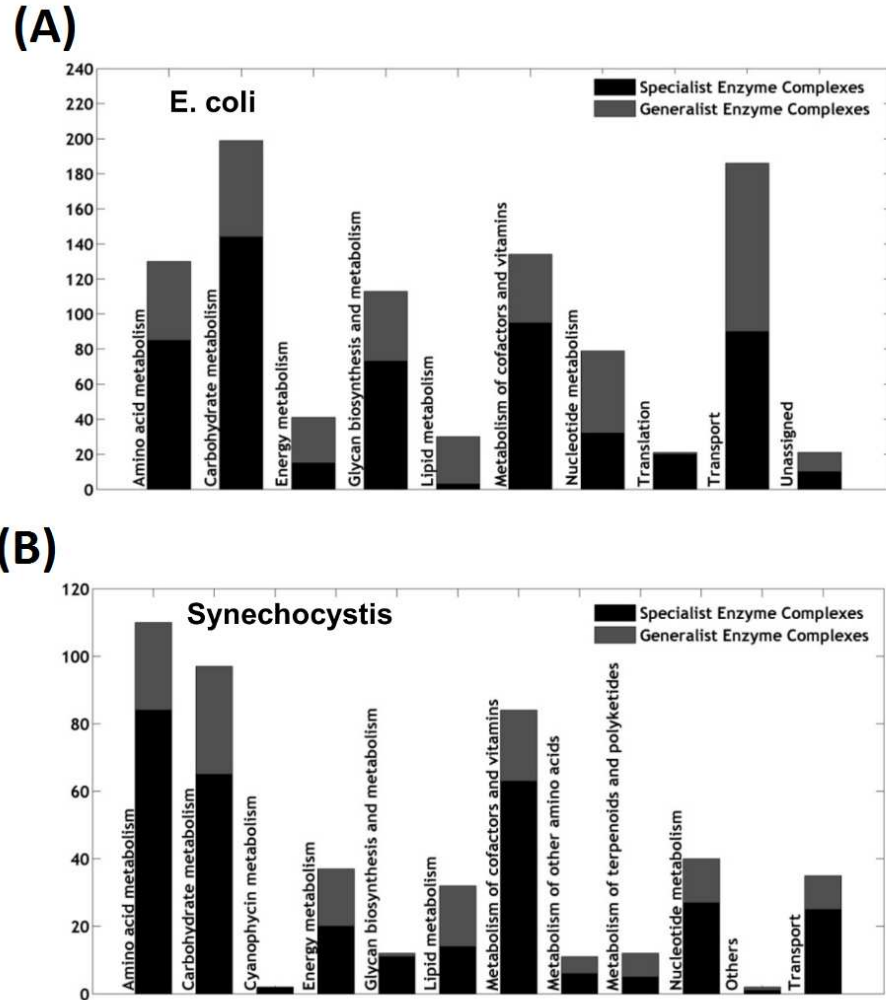 (A)
240
220
200
180
160
140
120
100
80
60
40
20
0
E. coli
Specialist Enzyme Complexes
Generalist Enzyme Complexes
Amino acid metabolism
Carbohydrate metabolism
Energy metabolism
Glycan biosynthesis and metabolism
Lipid metabolism
Metabolism of cofactors and vitamins
Nucleotide metabolism
Translation
Transport
Unassigned
(B)
120
100
80
60
40
20
0
Synechocystis
Specialist Enzyme Complexes
Generalist Enzyme Complexes
Amino acid metabolism
Carbohydrate metabolism
Cyanophycin metabolism
Energy metabolism
Glycan biosynthesis and metabolism
Lipid metabolism
Metabolism of cofactors and vitamins
Metabolism of other amino acids
Metabolism of terpenoids and polyketides
Nucleotide metabolism
Others
Transport